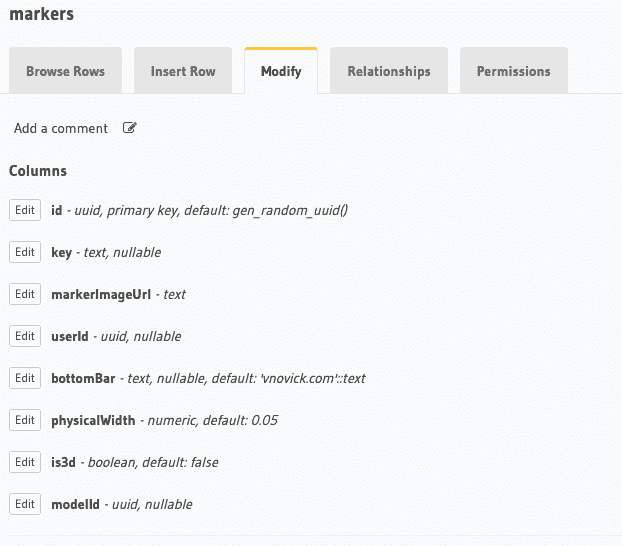 markers
Browse Rows Insert Row Modify Relationships Permissions
Add a comment
Columns
Edit id - uuid, primary key, default: gen_random_uuid()
Edit key - text, nullable
Edit markerImageUrl - text
Edit userId - uuid, nullable
Edit bottomBar - text, nullable, default: 'vnovick.com'::text
Edit physicalWidth - numeric, default: 0.05
Edit is3d - boolean, default: false
Edit modelId - uuid, nullable